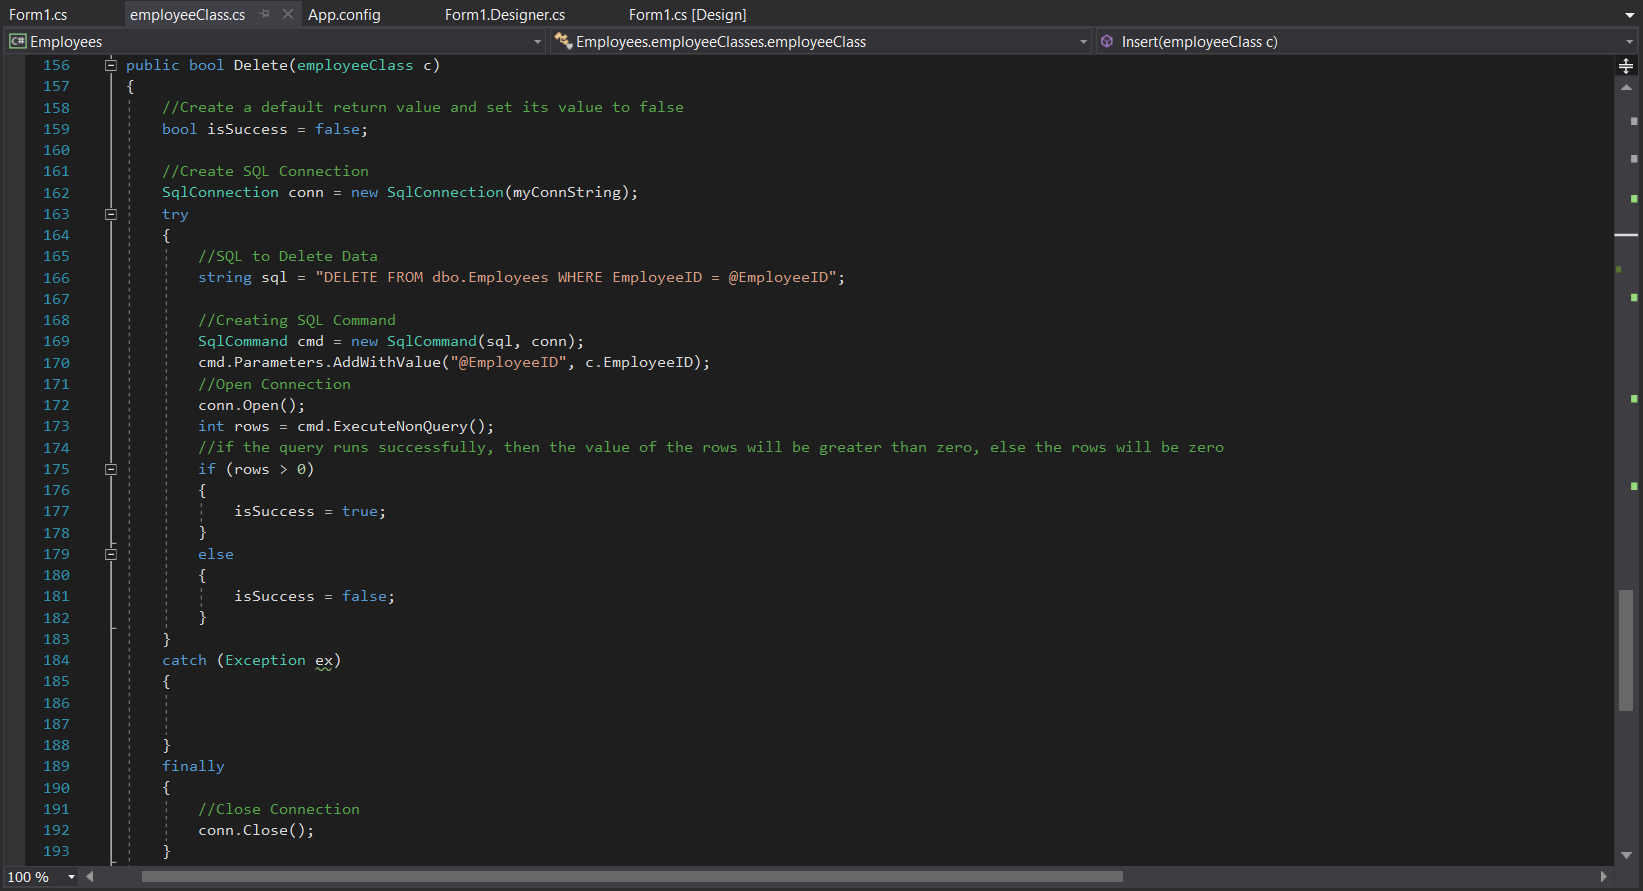 Form1.cs employeeClass.cs App.config Form1.Designer.cs Form1.cs [Design]
C# Employees Employees.employeeClasses.employeeClass Insert(employeeClass c)
156 public bool Delete(employeeClass c)
157 {
158 //Create a default return value and set its value to false
159 bool isSuccess = false;
160
161 //Create SQL Connection
162 SqlConnection conn = new SqlConnection(myConnString);
163 try
164 {
165 //SQL to Delete Data
166 string sql = "DELETE FROM dbo.Employees WHERE EmployeeID = @EmployeeID";
167
168 //Creating SQL Command
169 SqlCommand cmd = new SqlCommand(sql, conn);
170 cmd.Parameters.AddWithValue("@EmployeeID", c.EmployeeID);
171 //Open Connection
172 conn.Open();
173 int rows = cmd.ExecuteNonQuery();
174 //if the query runs successfully, then the value of the rows will be greater than zero, else the rows will be zero
175 if (rows > 0)
176 {
177 isSuccess = true;
178 }
179 else
180 {
181 isSuccess = false;
182 }
183 }
184 catch (Exception ex)
185 {
186
187
188 }
189 finally
190 {
191 //Close Connection
192 conn.Close();
193 }
100 %